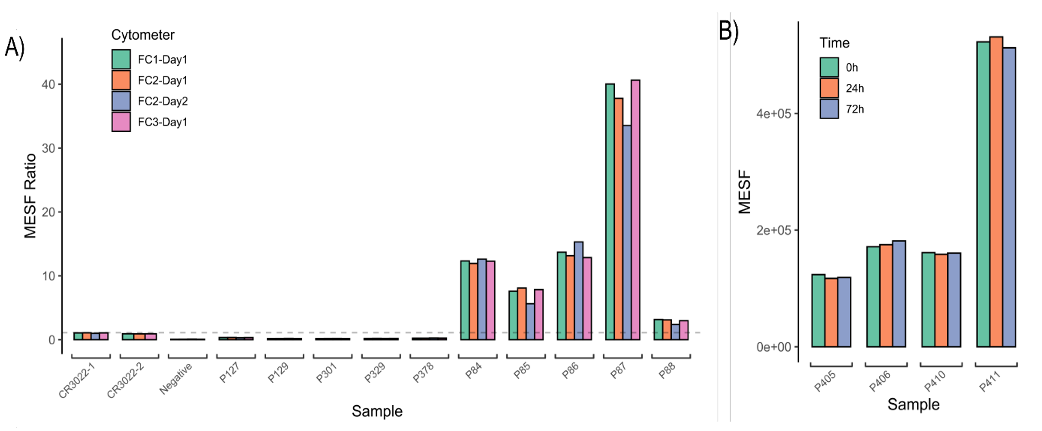 A)
Cytometer
FC1-Day1
FC2-Day1
FC2-Day2
FC3-Day1
MESF Ratio
40
30
20
10
0
CR3022-1
CR3022-2
Negative
P127
P129
P301
P329
P378
P84
P85
P86
P87
P88
Sample
B)
Time
0h
24h
72h
MESF
4e+05
2e+05
0e+00
P405
P406
P410
P411
Sample